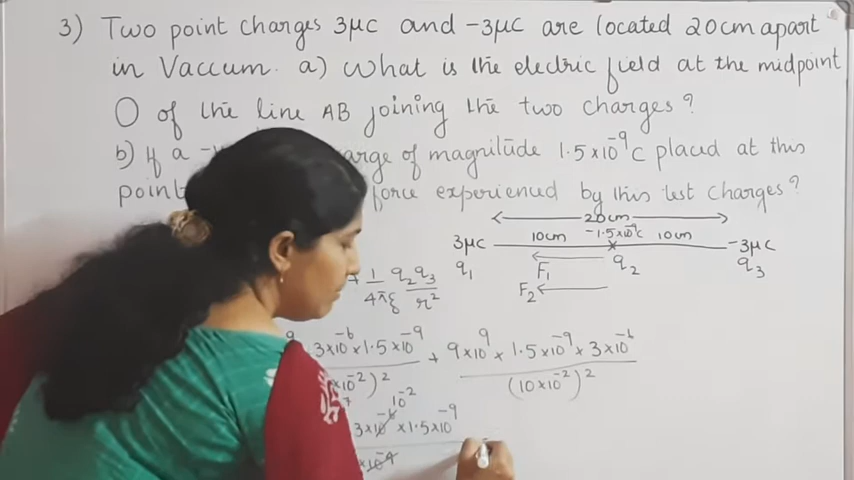 3) Two point charges 3μc and -3μc are located 20cm apart
in Vaccum. a) What is the electric field at the midpoint
O of the line AB joining the two charges?
b) If a arge of magnitude 1.5×10⁻⁹C placed at this
point force experienced by this test charges?
20cm
3μc 10cm -1.5×10⁻⁹c 10cm -3μc
q₁ F₁ q₂ q₃
F₂
+ 1/4πε q₂q₃/r²
3×10⁻⁶×1.5×10⁻⁹/×10⁻²)² + 9×10⁹×1.5×10⁻⁹×3×10⁻⁶/(10×10⁻²)²
10⁻²
3×10⁻⁶×1.5×10⁻⁹